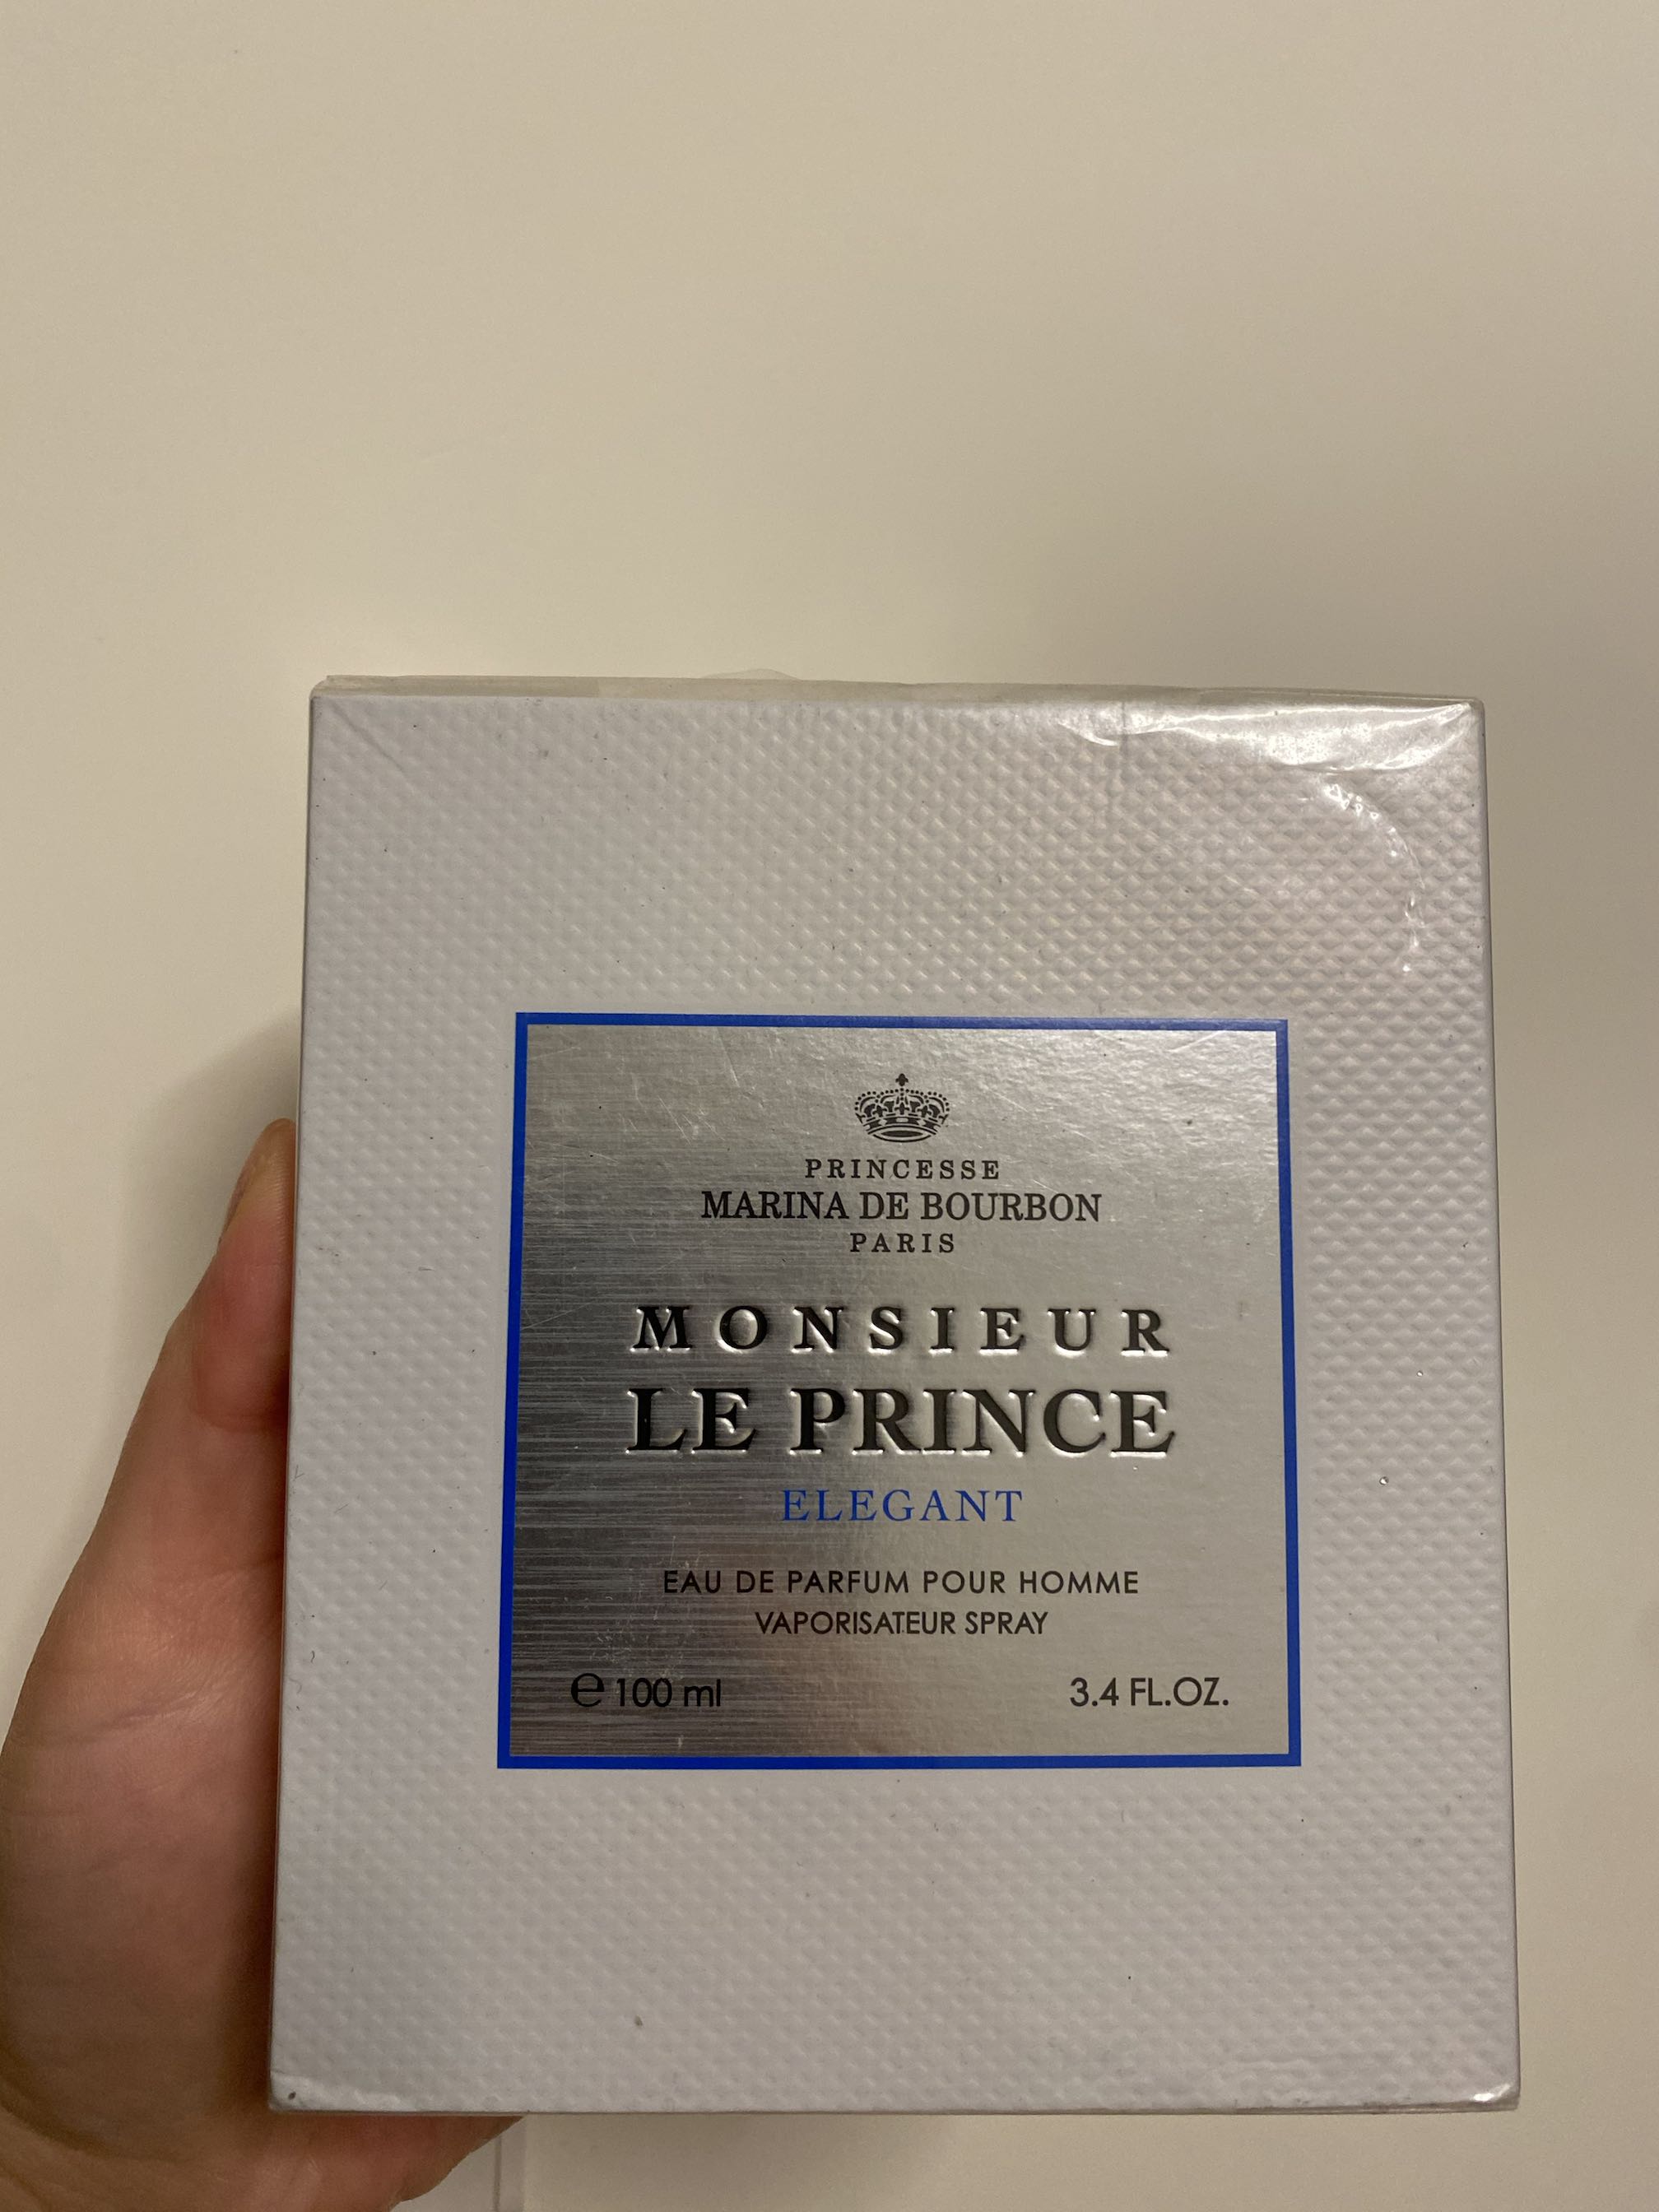 PRINCESSE
MARINA DE BOURBON
PARIS
MONSIEUR
LE PRINCE
ELEGANT
EAU DE PARFUM POUR HOMME
VAPORISATEUR SPRAY
℮ 100 ml 3.4 FL.OZ.